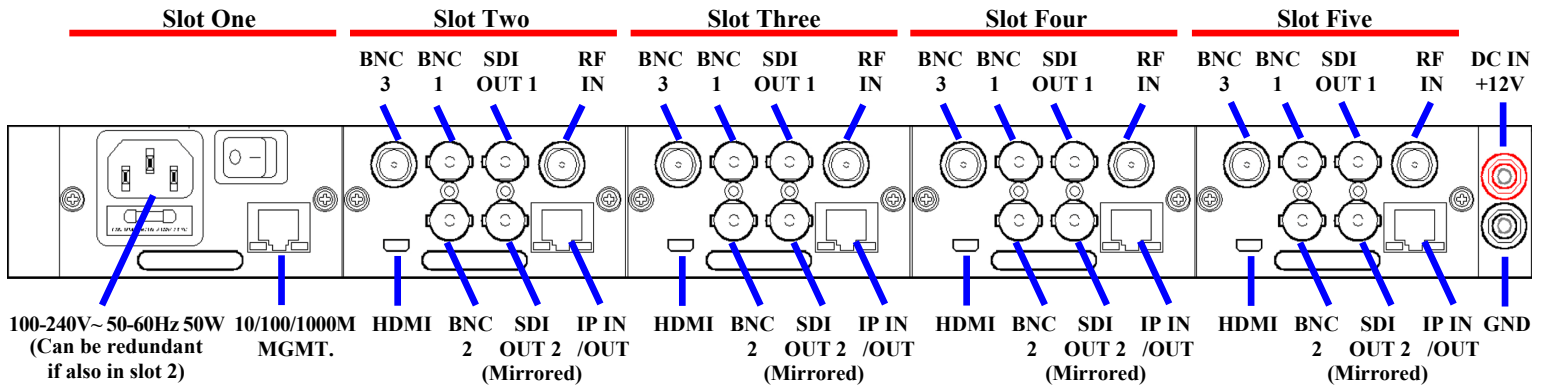 Slot One
Slot Two
Slot Three
Slot Four
Slot Five
BNC BNC SDI RF
3 1 OUT 1 IN
BNC BNC SDI RF
3 1 OUT 1 IN
BNC BNC SDI RF
3 1 OUT 1 IN
BNC BNC SDI RF
3 1 OUT 1 IN
DC IN
+12V
100-240V~ 50-60Hz 50W
(Can be redundant
if also in slot 2)
10/100/1000M
MGMT.
HDMI BNC SDI IP IN
2 OUT 2 /OUT
(Mirrored)
HDMI BNC SDI IP IN
2 OUT 2 /OUT
(Mirrored)
HDMI BNC SDI IP IN
2 OUT 2 /OUT
(Mirrored)
HDMI BNC SDI IP IN
2 OUT 2 /OUT
(Mirrored)
GND